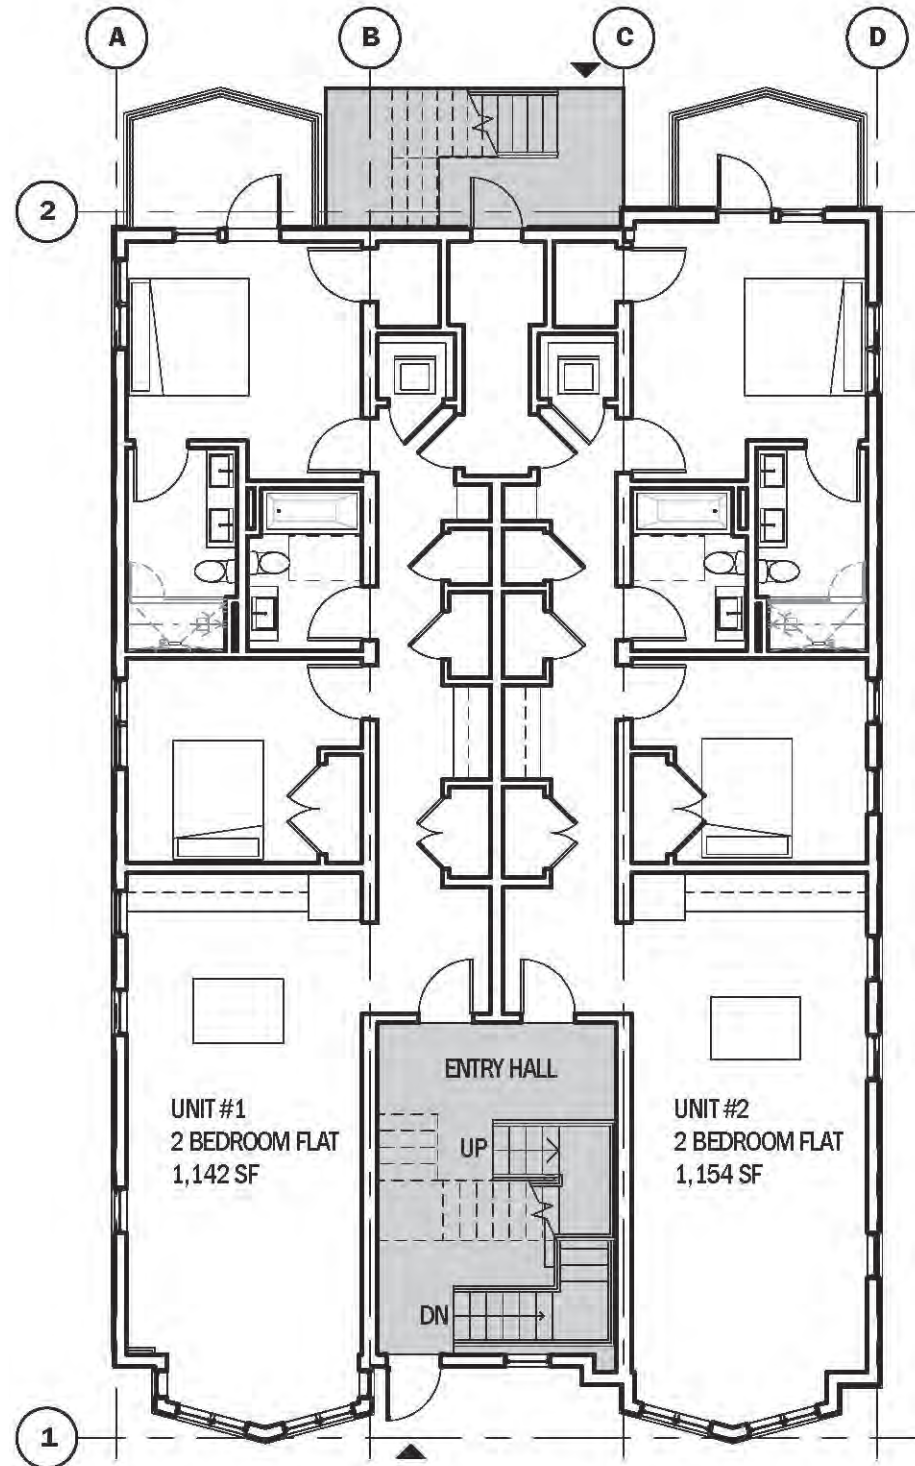 A B C D
2
ENTRY HALL
UNIT #1
2 BEDROOM FLAT
1,142 SF
UP
UNIT #2
2 BEDROOM FLAT
1,154 SF
DN
1